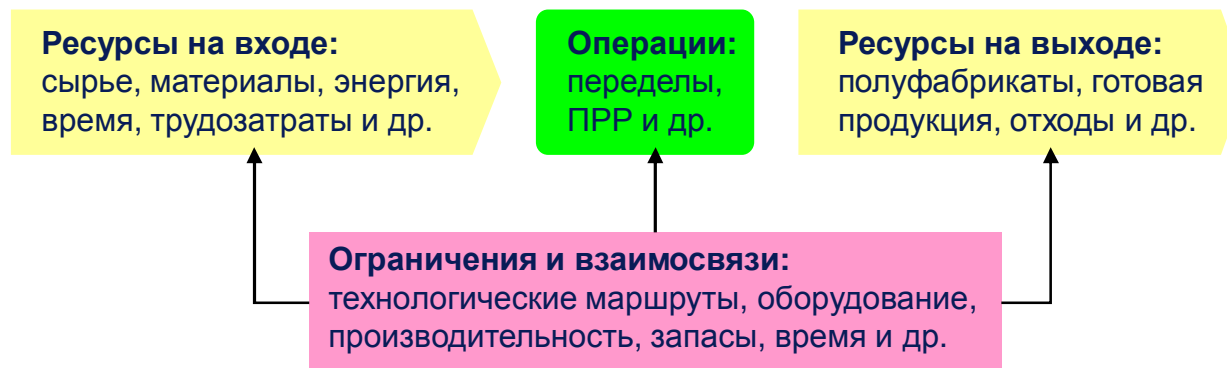 Ресурсы на входе:
сырье, материалы, энергия,
время, трудозатраты и др.
Операции:
переделы,
ПРР и др.
Ресурсы на выходе:
полуфабрикаты, готовая
продукция, отходы и др.
Ограничения и взаимосвязи:
технологические маршруты, оборудование,
производительность, запасы, время и др.